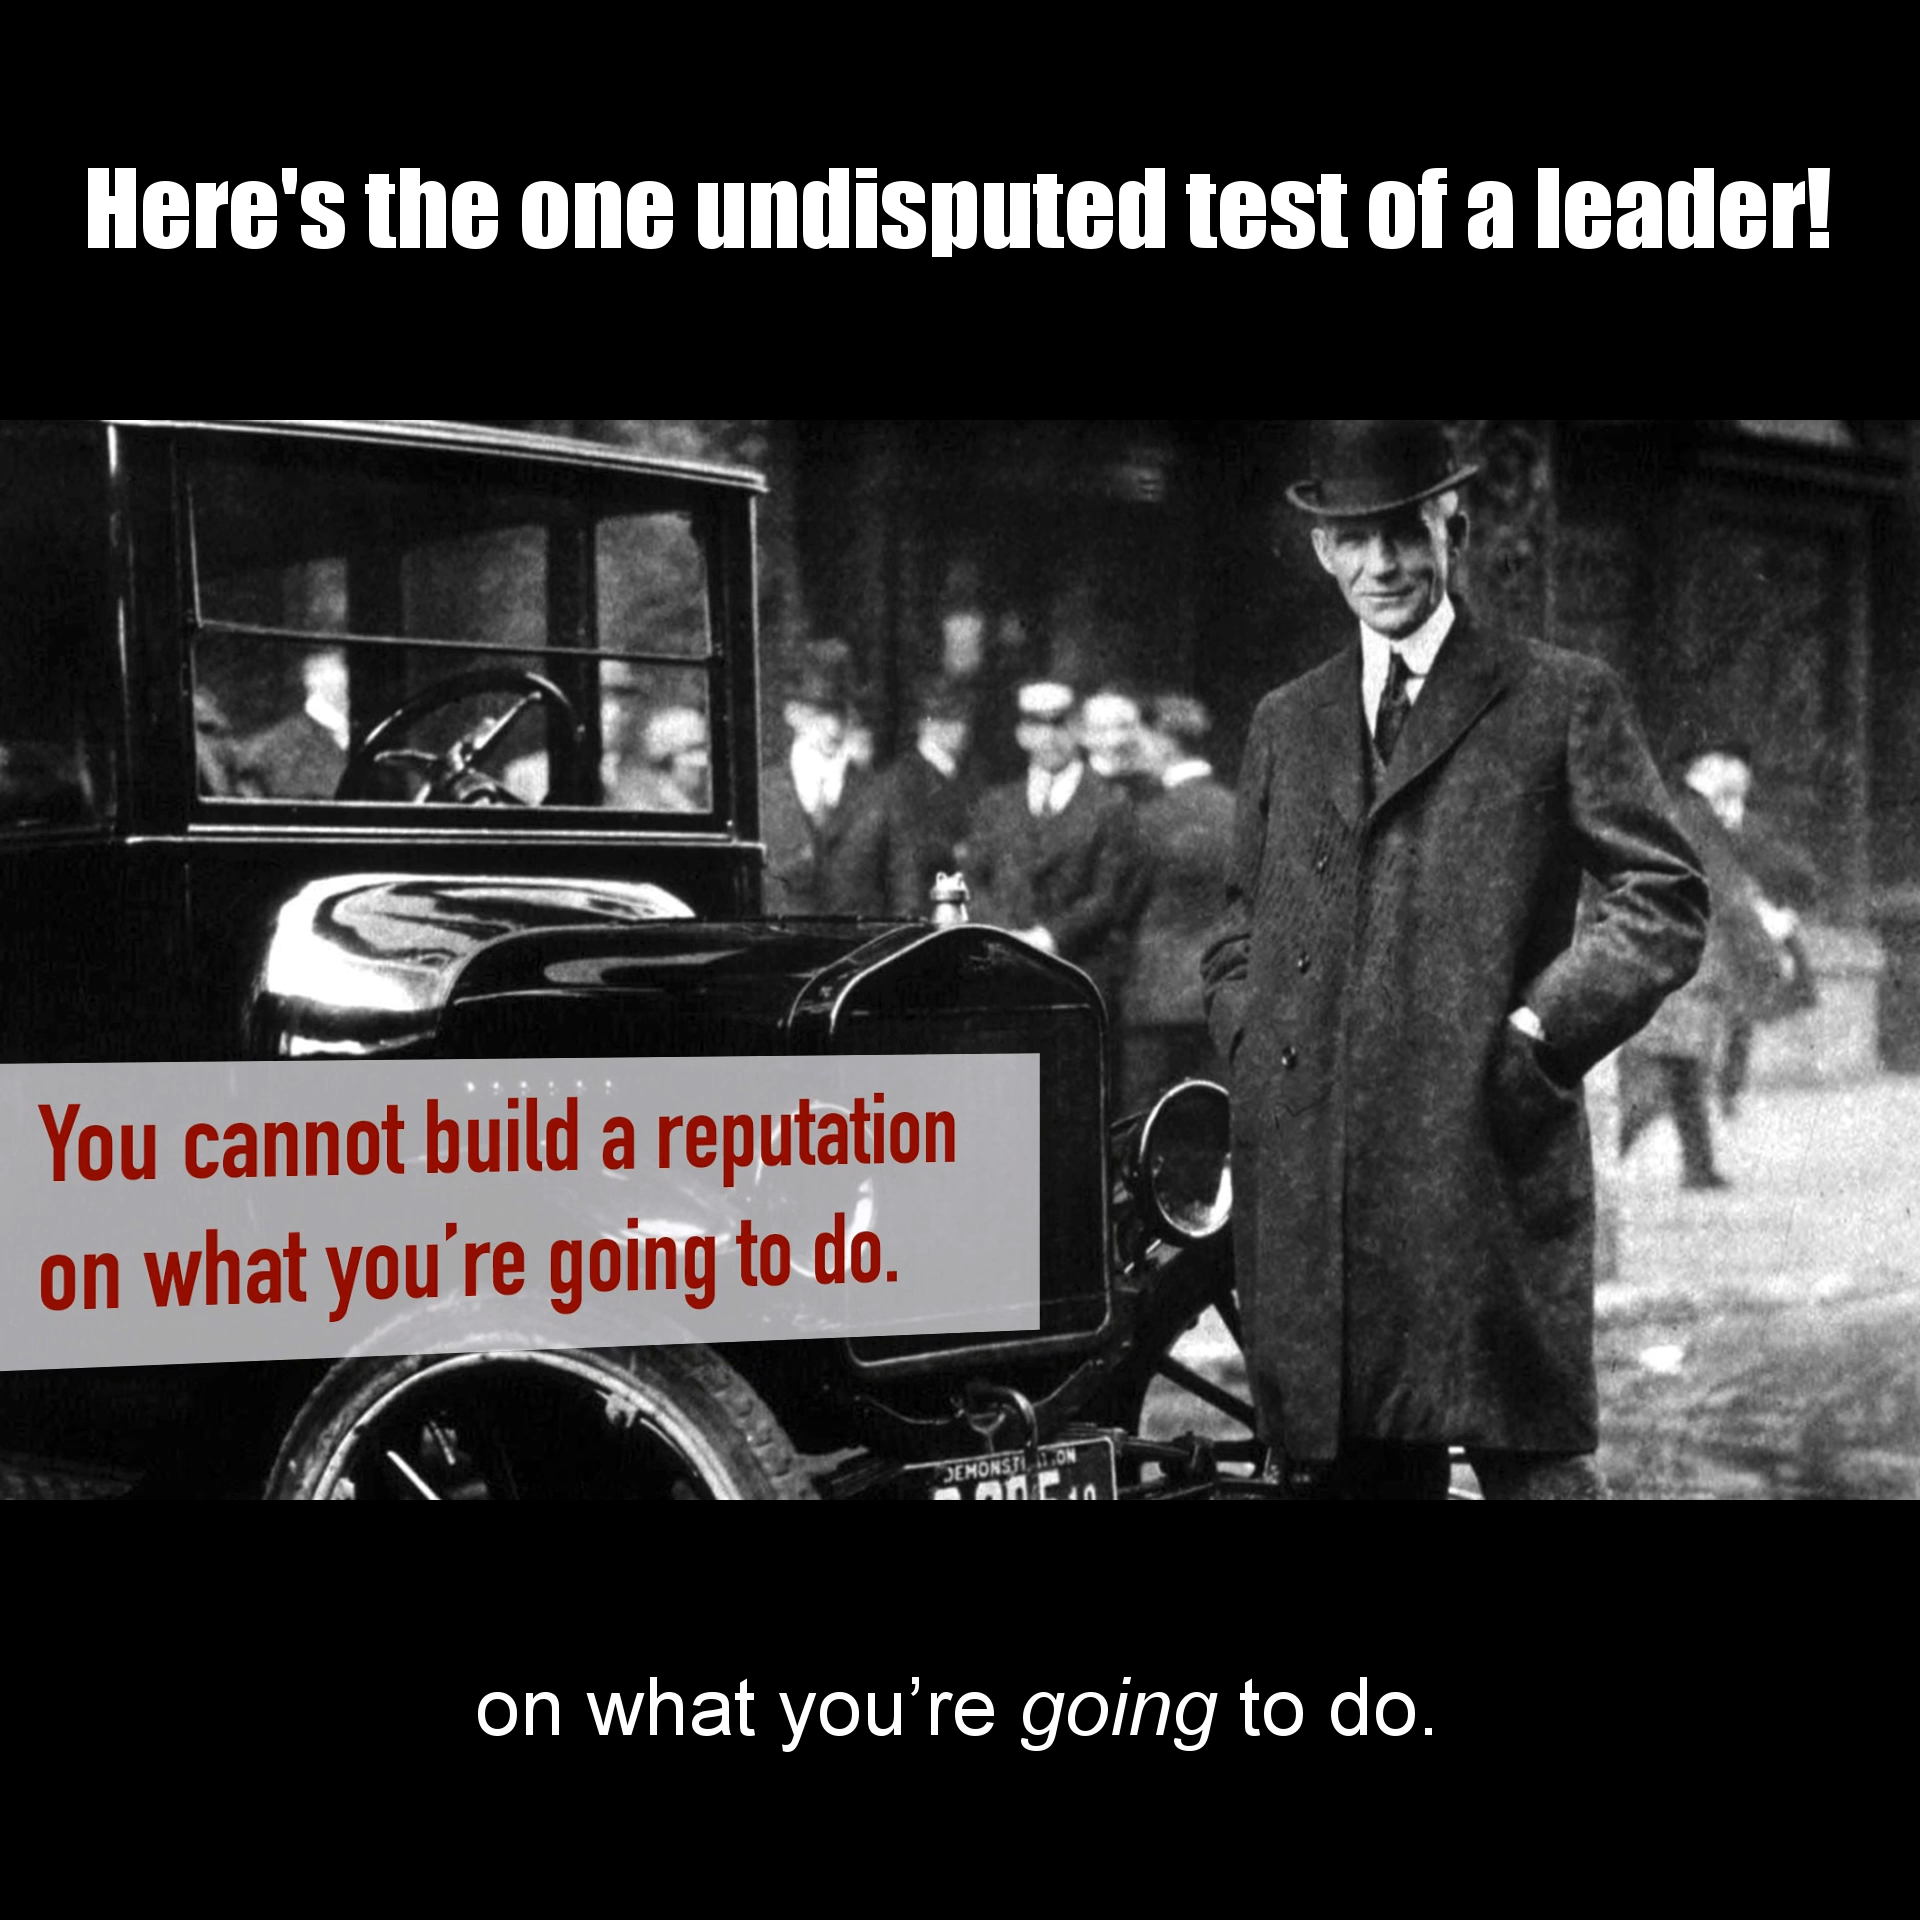 Here's the one undisputed test of a leader!
You cannot build a reputation
on what you're going to do.
on what you’re going to do.